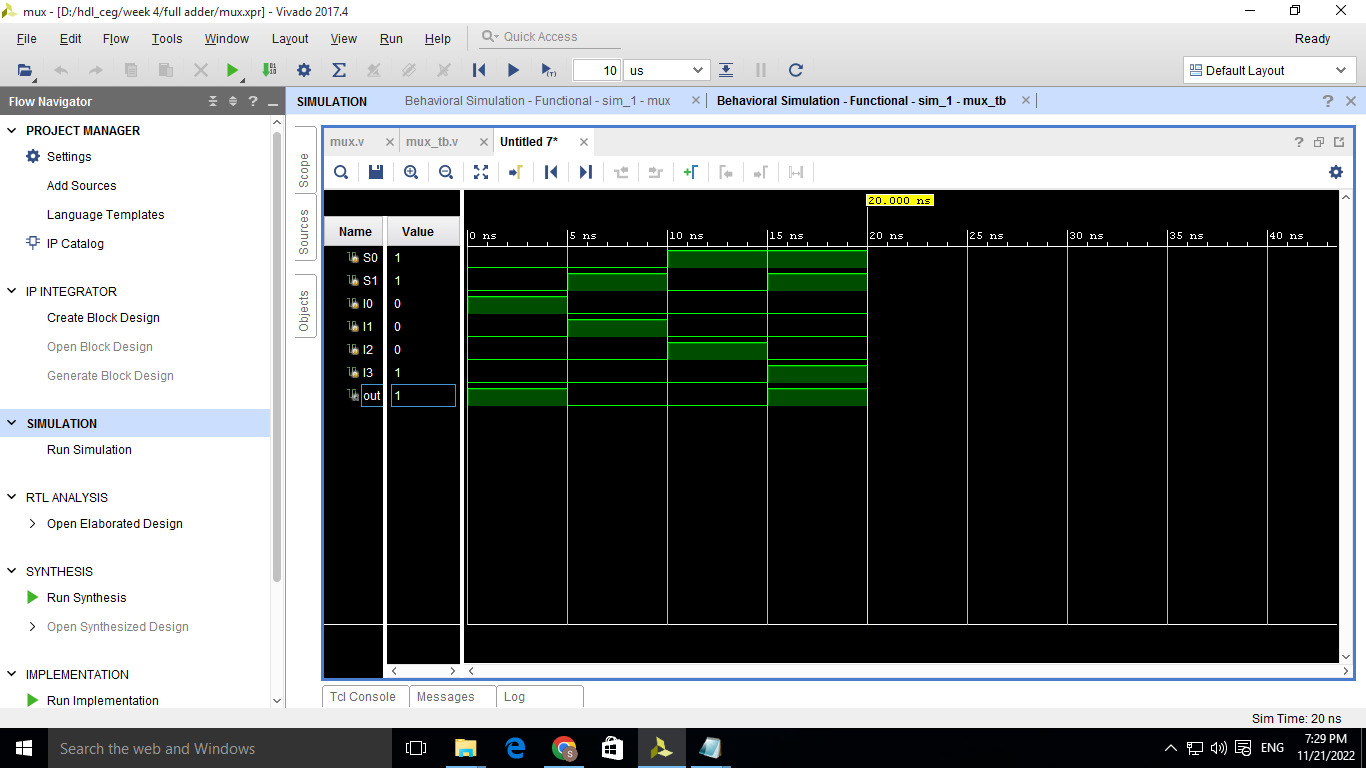 mux - [D:/hdl_ceg/week 4/full adder/mux.xpr] - Vivado 2017.4
File Edit Flow Tools Window Layout View Run Help Quick Access Ready
10 us Default Layout
Flow Navigator
PROJECT MANAGER
Settings
Add Sources
Language Templates
IP Catalog
IP INTEGRATOR
Create Block Design
Open Block Design
Generate Block Design
SIMULATION
Run Simulation
RTL ANALYSIS
Open Elaborated Design
SYNTHESIS
Run Synthesis
Open Synthesized Design
IMPLEMENTATION
Run Implementation
SIMULATION Behavioral Simulation - Functional - sim_1 - mux Behavioral Simulation - Functional - sim_1 - mux_tb
Scope
Sources
Objects
mux.v mux_tb.v Untitled 7*
20.000 ns
Name Value
0 ns 5 ns 10 ns 15 ns 20 ns 25 ns 30 ns 35 ns 40 ns
S0 1
S1 1
I0 0
I1 0
I2 0
I3 1
out 1
Tcl Console Messages Log
Sim Time: 20 ns
Search the web and Windows
S
ENG
7:29 PM
11/21/2022